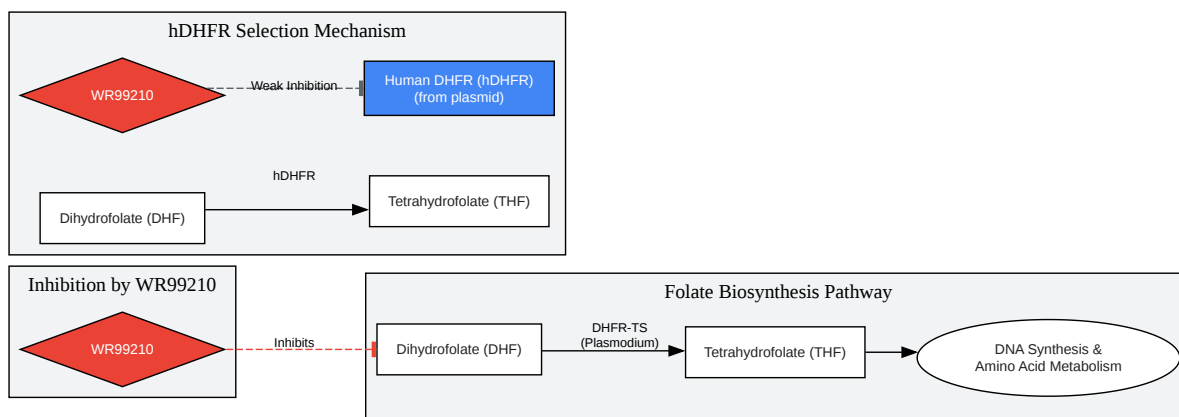 hDHFR Selection Mechanism
WR99210
Weak Inhibition
Human DHFR (hDHFR)
(from plasmid)
hDHFR
Dihydrofolate (DHF)
Tetrahydrofolate (THF)
Inhibition by WR99210
WR99210
Inhibits
Folate Biosynthesis Pathway
Dihydrofolate (DHF)
DHFR-TS
(Plasmodium)
Tetrahydrofolate (THF)
DNA Synthesis &
Amino Acid Metabolism